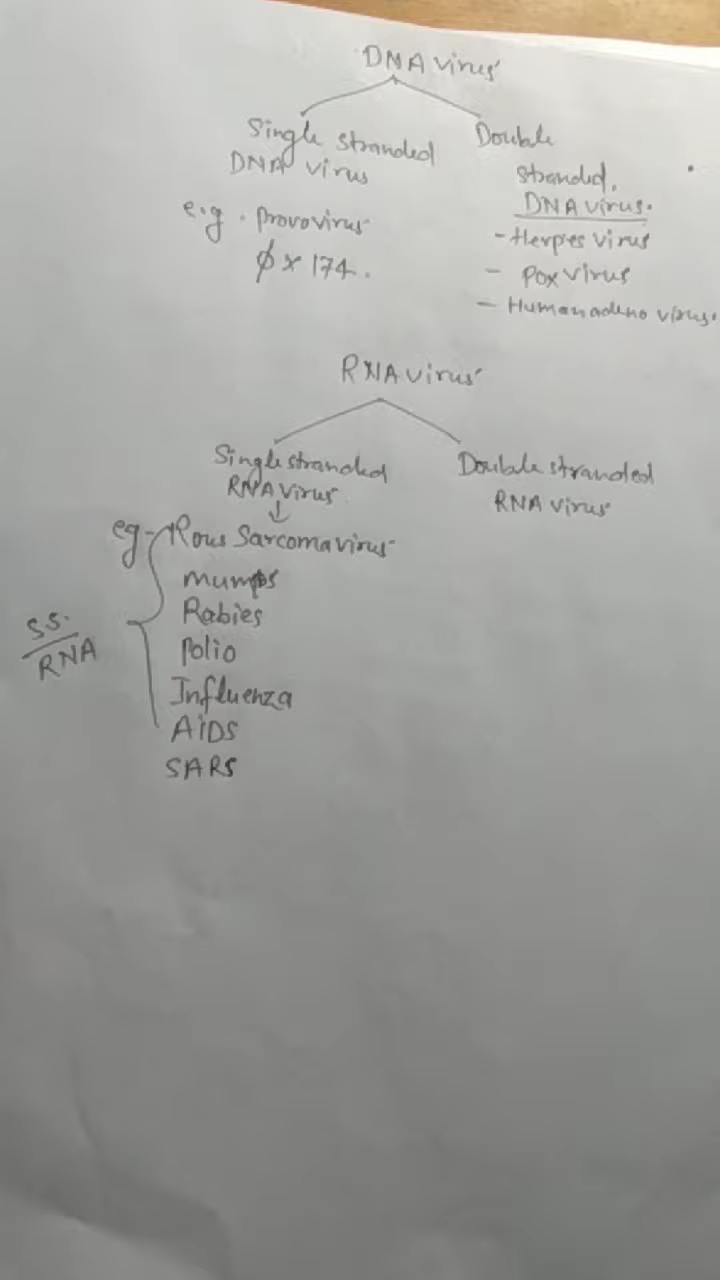 DNA virus
Single stranded
DNA virus
e.g. Provovirus
φ x 174.
Double
stranded.
DNA virus.
- Herpes virus
- Pox virus
- Human adeno virus.
RNA virus
Single stranded
RNA virus
eg- Rous Sarcoma virus
Mumps
Rabies
Polio
Influenza
AIDS
SARS
SS.
RNA
Double stranded
RNA virus